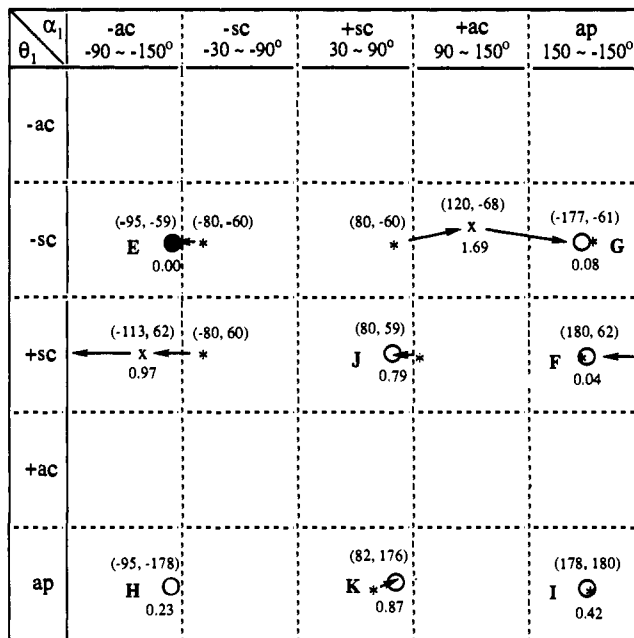 α1 -ac -sc +sc +ac ap
θ1 -90 ~ -150° -30 ~ -90° 30 ~ 90° 90 ~ 150° 150 ~ -150°
-ac
(120, -68)
(-95, -59) (-80, -60) (80, -60) x (-177, -61)
-sc E * * 1.69 * G
0.00 0.08
(-113, 62) (-80, 60) (80, 59) (180, 62)
+sc x * J * F *
0.97 0.79 0.04
+ac
(-95, -178) (82, 176) (178, 180)
ap H K * I *
0.23 0.87 0.42